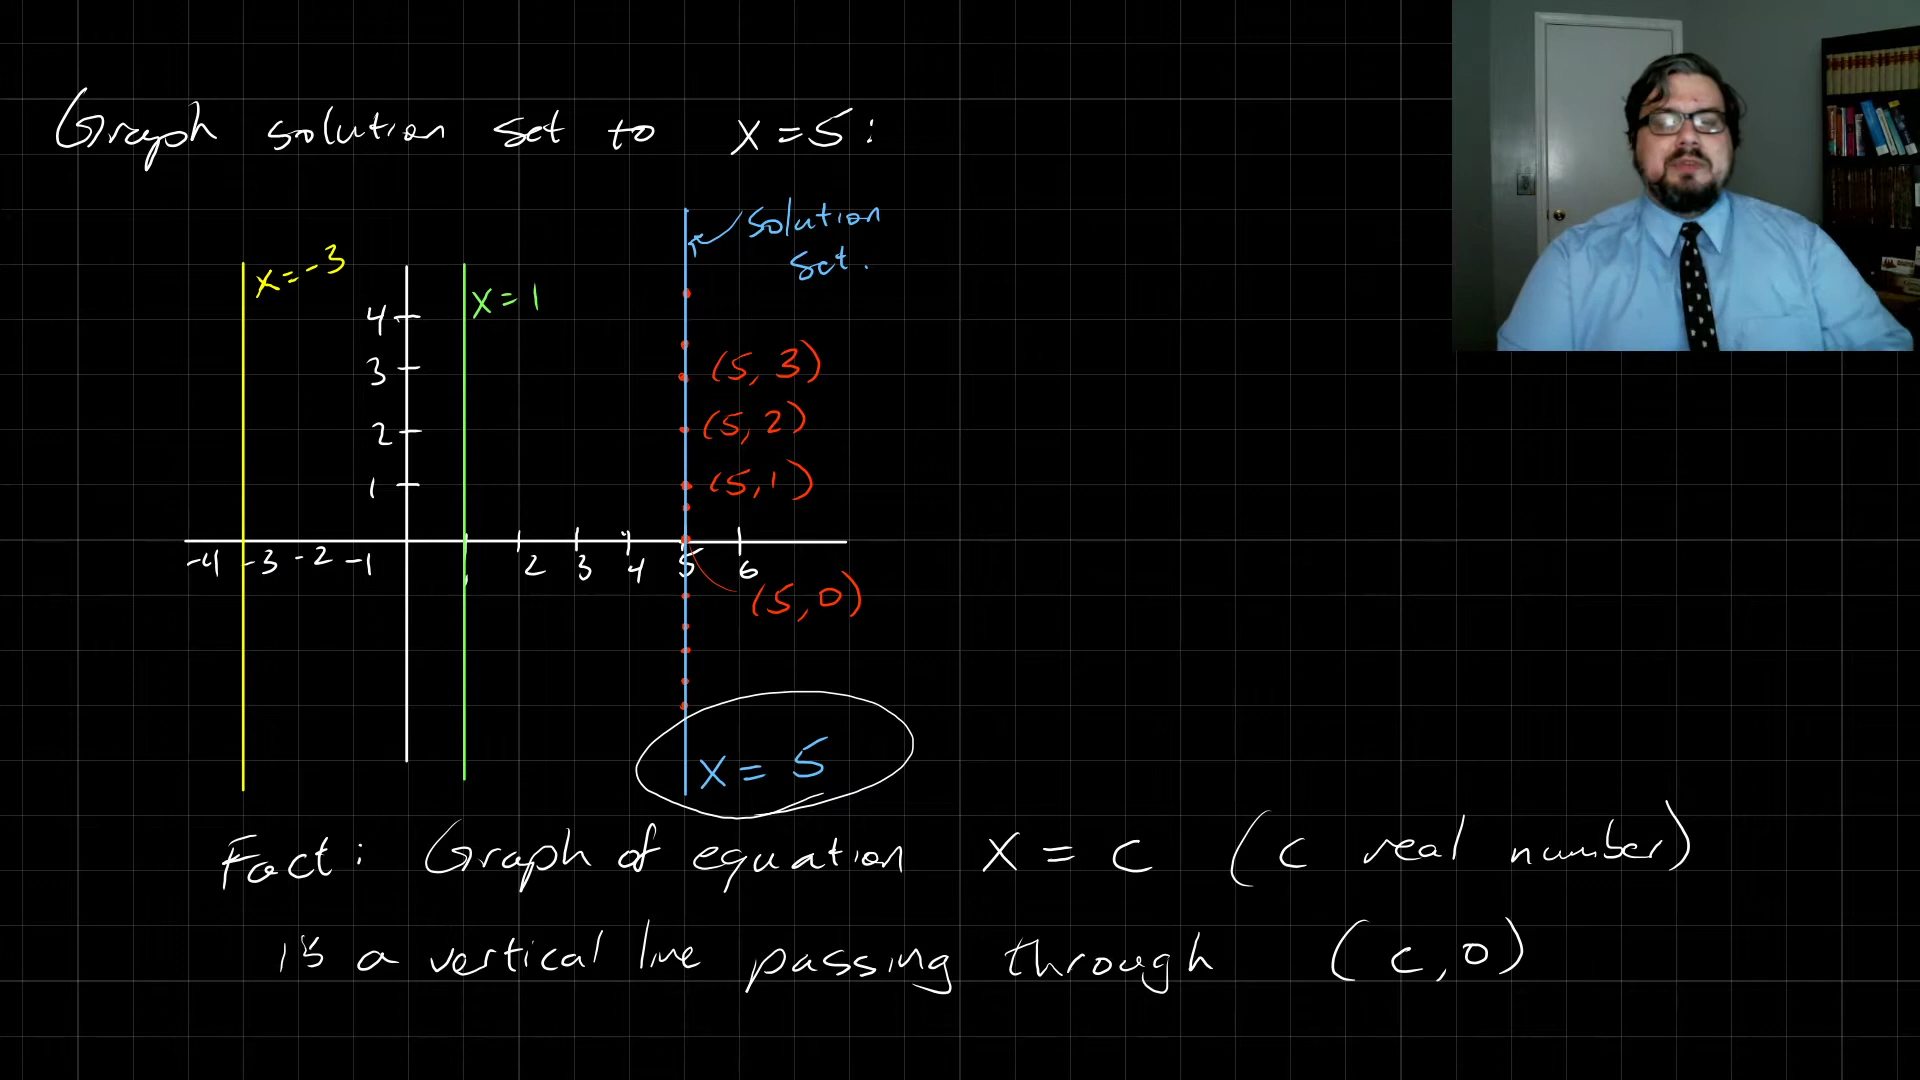 Graph solution set to x=5:
solution
set.
x=-3
x=1
4
3
(5, 3)
2
(5, 2)
1
(5, 1)
-4 -3 -2 -1 2 3 4 5 6
(5, 0)
x = 5
Fact: Graph of equation x = c (c real number)
is a vertical line passing through (c, 0)